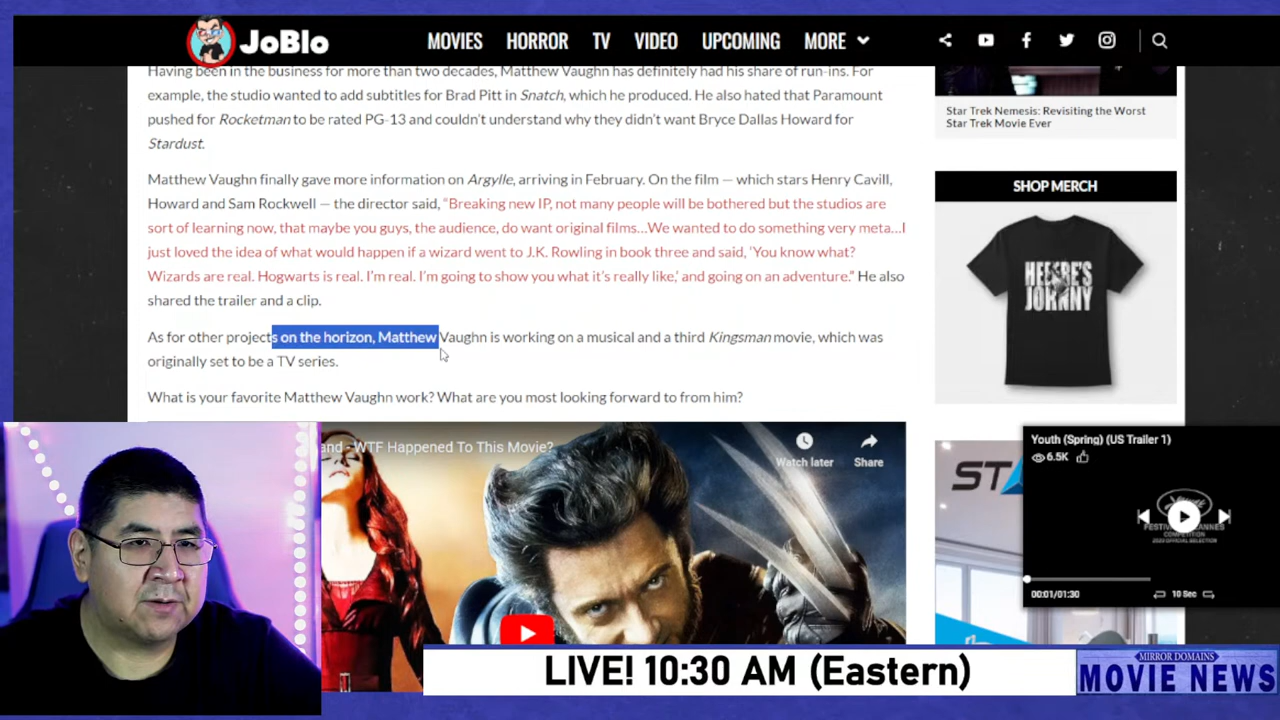 JoBlo
MOVIES HORROR TV VIDEO UPCOMING MORE
Having been in the business for more than two decades, Matthew Vaughn has definitely had his share of run-ins. For
example, the studio wanted to add subtitles for Brad Pitt in Snatch, which he produced. He also hated that Paramount
pushed for Rocketman to be rated PG-13 and couldn't understand why they didn't want Bryce Dallas Howard for
Stardust.
Matthew Vaughn finally gave more information on Argylle, arriving in February. On the film — which stars Henry Cavill,
Howard and Sam Rockwell — the director said, "Breaking new IP, not many people will be bothered but the studios are
sort of learning now, that maybe you guys, the audience, do want original films...We wanted to do something very meta...I
just loved the idea of what would happen if a wizard went to J.K. Rowling in book three and said, 'You know what?
Wizards are real. Hogwarts is real. I'm real. I'm going to show you what it's really like,' and going on an adventure." He also
shared the trailer and a clip.
As for other projects on the horizon, Matthew Vaughn is working on a musical and a third Kingsman movie, which was
originally set to be a TV series.
What is your favorite Matthew Vaughn work? What are you most looking forward to from him?
and - WTF Happened To This Movie?
Watch later
Share
Star Trek Nemesis: Revisiting the Worst
Star Trek Movie Ever
SHOP MERCH
HEEERE'S
JOHNNY
STA
Youth (Spring) (US Trailer 1)
6.5K
COMPETITION
00:01/01:30
10 Sec
LIVE! 10:30 AM (Eastern)
MIRROR DOMAINS
MOVIE NEWS